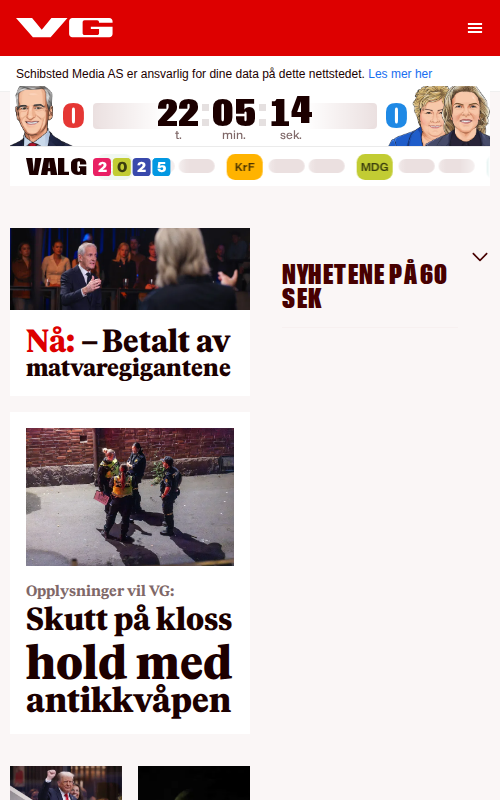 VG
Schibsted Media AS er ansvarlig for dine data på dette nettstedet. Les mer her
0 22:05:14 0
t. min. sek.
VALG 2025 KrF MDG
Nå: – Betalt av
matvaregigantene
NYHETENE PÅ 60
SEK
Opplysninger vil VG:
Skutt på kloss
hold med
antikkvåpen